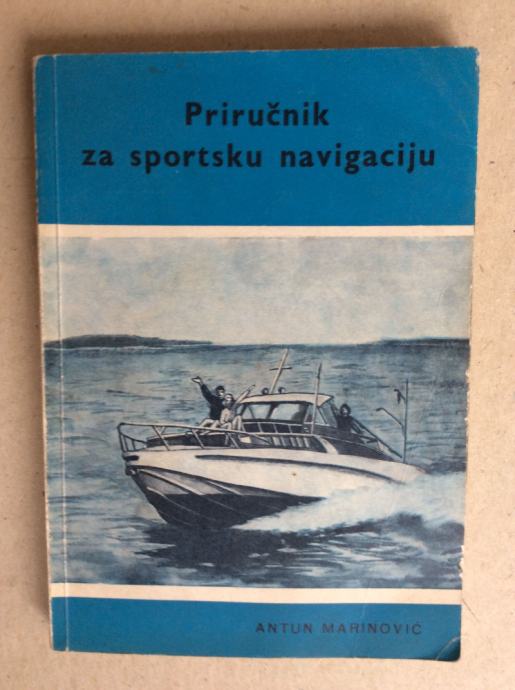 Priručnik
za sportsku navigaciju
ANTUN MARINOVIĆ